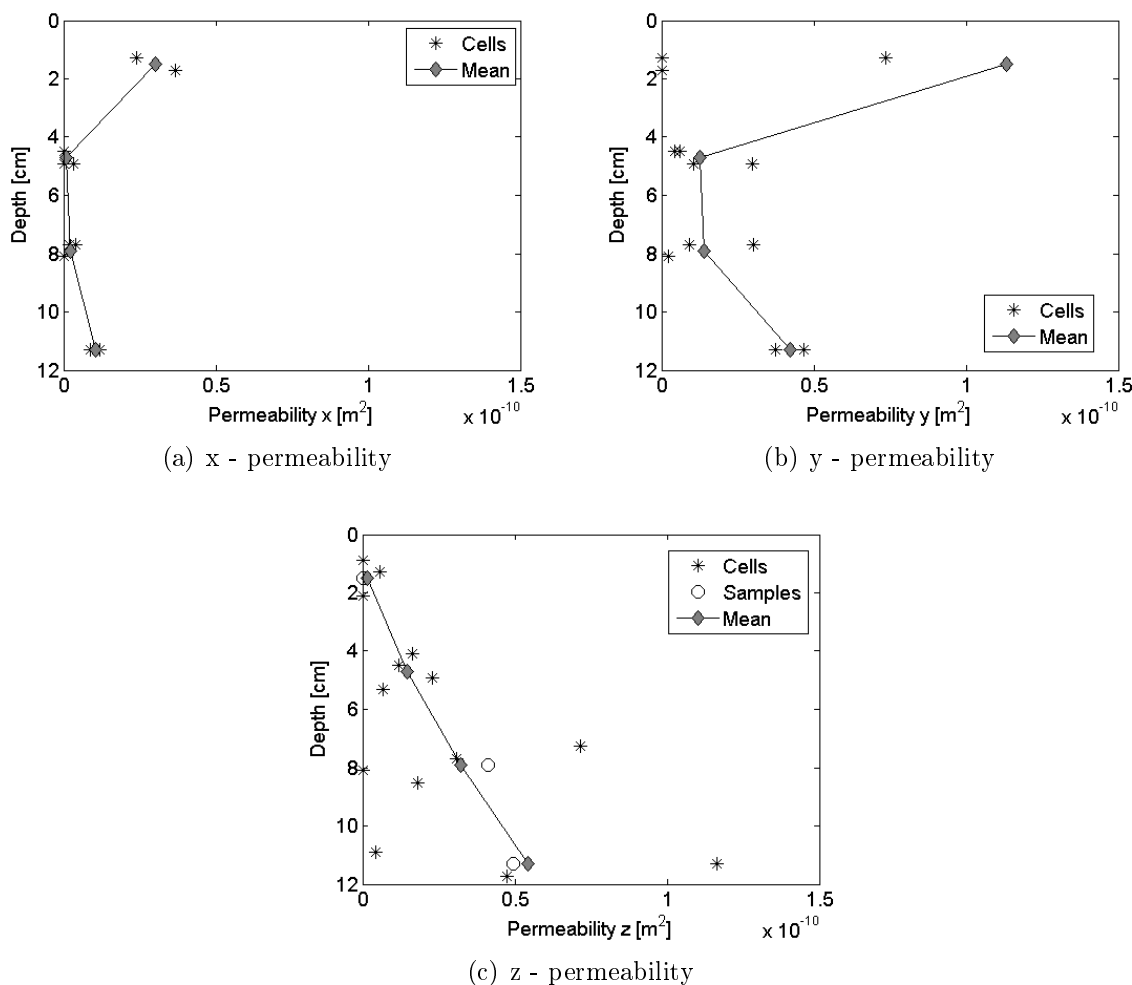 0
2
4
6
8
10
12
Depth [cm]
Cells
Mean
0 0.5 1 1.5
Permeability x [m²] x 10⁻¹⁰
(a) x - permeability
0
2
4
6
8
10
12
Depth [cm]
Cells
Mean
0 0.5 1 1.5
Permeability y [m²] x 10⁻¹⁰
(b) y - permeability
0
2
4
6
8
10
12
Depth [cm]
Cells
Samples
Mean
0 0.5 1 1.5
Permeability z [m²] x 10⁻¹⁰
(c) z - permeability